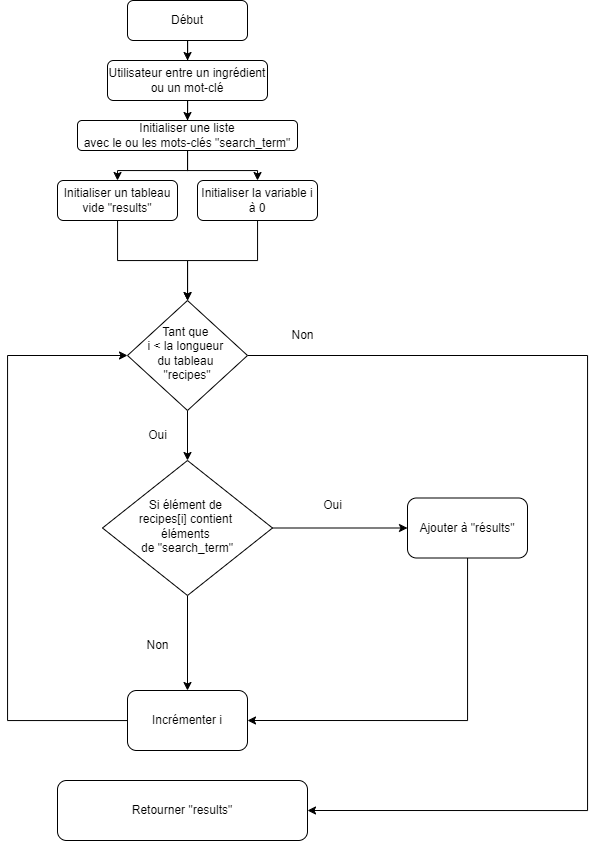 Début
Utilisateur entre un ingrédient
ou un mot-clé
Initialiser une liste
avec le ou les mots-clés "search_term"
Initialiser un tableau
vide "results"
Initialiser la variable i
à 0
Tant que
i < la longueur
du tableau
"recipes"
Non
Oui
Si élément de
recipes[i] contient
éléments
de "search_term"
Oui
Ajouter à "résults"
Non
Incrémenter i
Retourner "results"